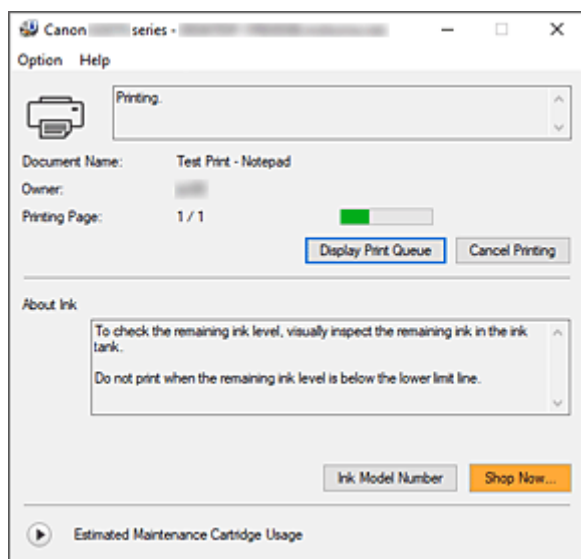 Canon series -
Option Help
Printing.
Document Name: Test Print - Notepad
Owner:
Printing Page: 1 / 1
Display Print Queue Cancel Printing
About Ink
To check the remaining ink level, visually inspect the remaining ink in the ink
tank.
Do not print when the remaining ink level is below the lower limit line.
Ink Model Number Shop Now...
Estimated Maintenance Cartridge Usage